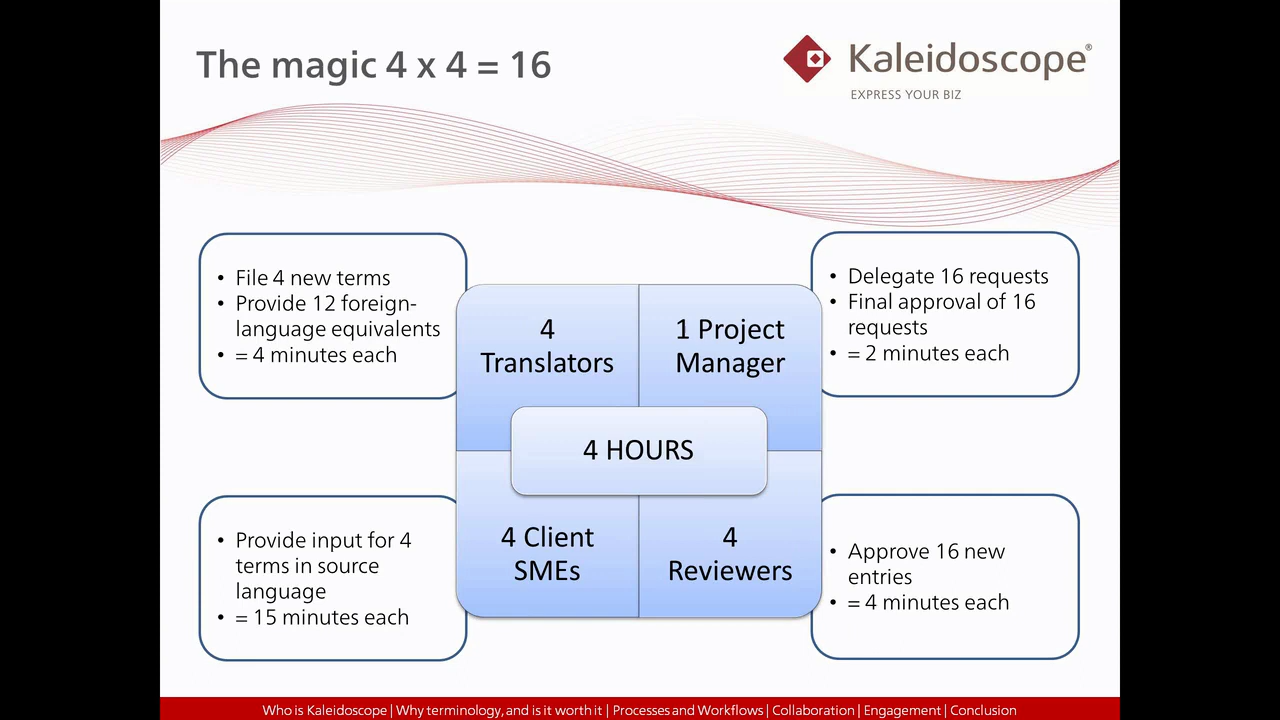 The magic 4 x 4 = 16
Kaleidoscope®
EXPRESS YOUR BIZ
• File 4 new terms
• Provide 12 foreign-
language equivalents
• = 4 minutes each
• Delegate 16 requests
• Final approval of 16
requests
• = 2 minutes each
4
Translators
1 Project
Manager
4 HOURS
4 Client
SMEs
4
Reviewers
• Provide input for 4
terms in source
language
• = 15 minutes each
• Approve 16 new
entries
• = 4 minutes each
Who is Kaleidoscope | Why terminology, and is it worth it | Processes and Workflows | Collaboration | Engagement | Conclusion